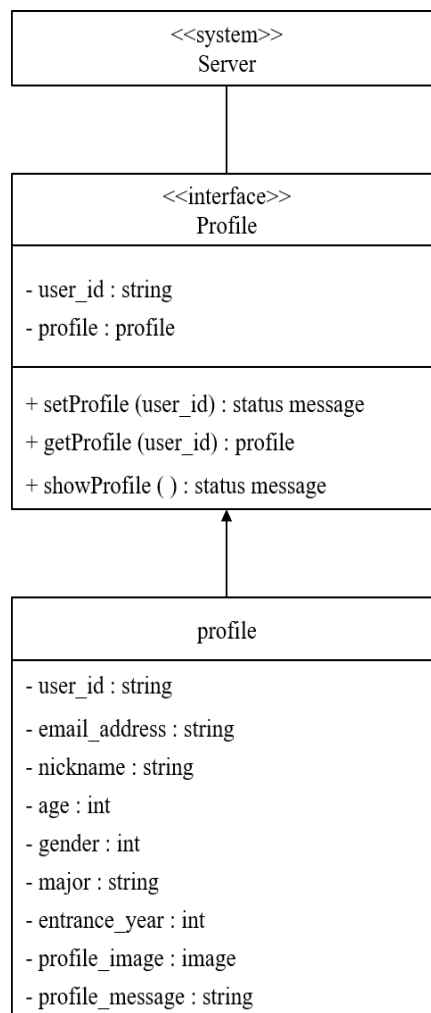 <<system>>
Server
<<interface>>
Profile
- user_id : string
- profile : profile
+ setProfile (user_id) : status message
+ getProfile (user_id) : profile
+ showProfile ( ) : status message
profile
- user_id : string
- email_address : string
- nickname : string
- age : int
- gender : int
- major : string
- entrance_year : int
- profile_image : image
- profile_message : string